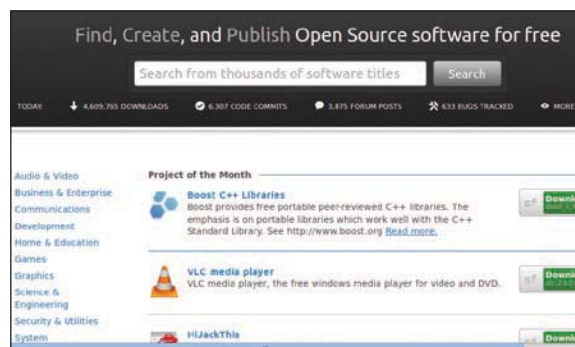 Find, Create, and Publish Open Source software for free
Search from thousands of software titles
Search
TODAY: 4,609,765 DOWNLOADS 6,307 CODE COMMITS 3,875 FORUM POSTS 633 BUGS TRACKED MORE
Audio & Video
Business & Enterprise
Communications
Development
Home & Education
Games
Graphics
Science &
Engineering
Security & Utilities
System
Project of the Month
Boost C++ Libraries
Boost provides free portable peer-reviewed C++ libraries. The
emphasis is on portable libraries which work well with the C++
Standard Library. See http://www.boost.org Read more.
sf Downl
VLC media player
VLC media player, the free windows media player for video and DVD.
sf Downl
HiJackThis
Downl